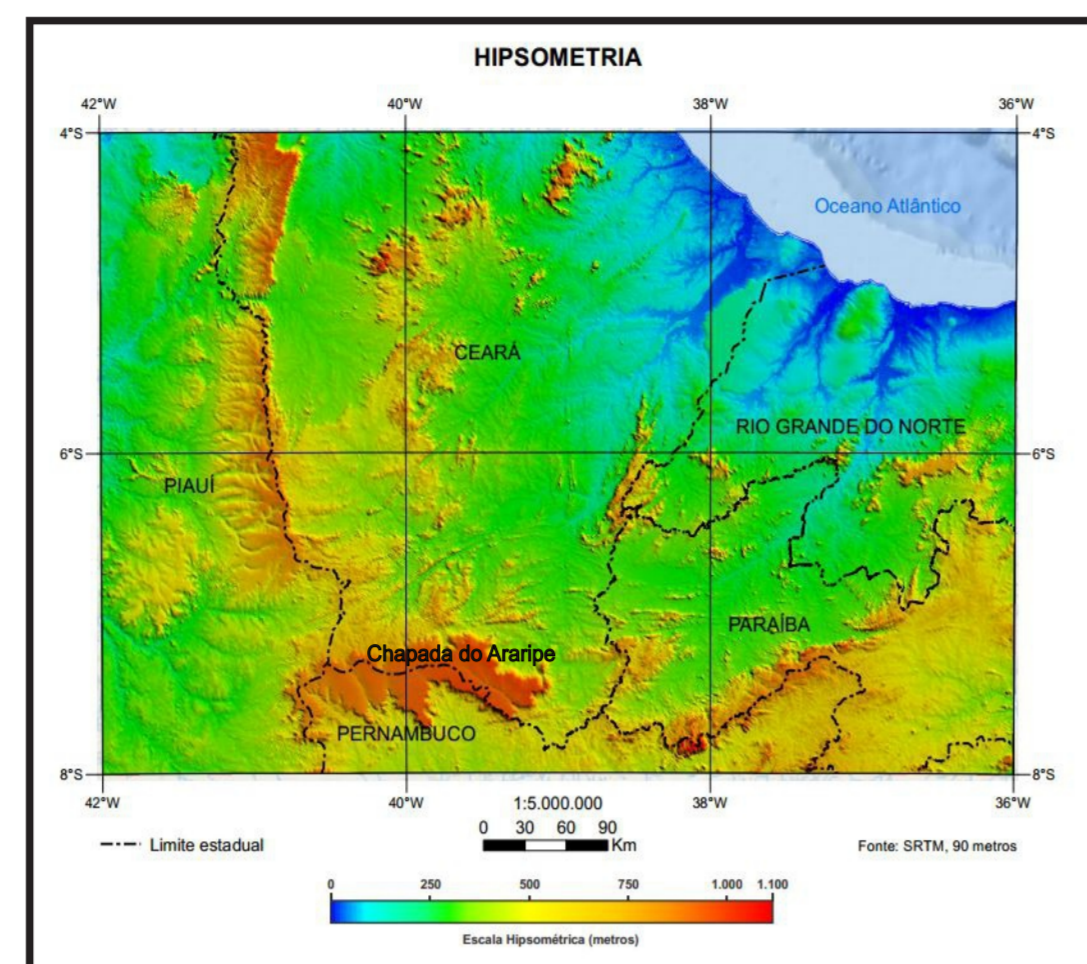 HIPSOMETRIA
42°W 40°W 38°W 36°W
4°S 4°S
Oceano Atlântico
CEARÁ
RIO GRANDE DO NORTE
6°S 6°S
PIAUÍ
PARAÍBA
Chapada do Araripe
PERNAMBUCO
8°S 8°S
42°W 40°W 38°W 36°W
1:5.000.000
0 30 60 90
Km
Limite estadual
Fonte: SRTM, 90 metros
0 250 500 750 1.000 1.100
Escala Hipsométrica (metros)